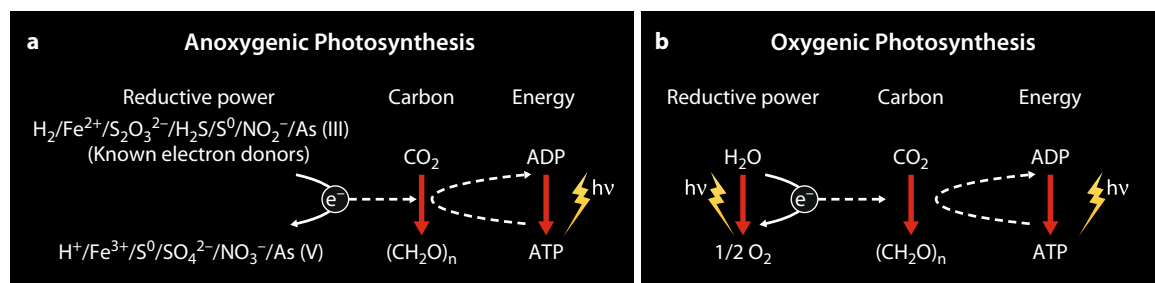 a Anoxygenic Photosynthesis
Reductive power Carbon Energy
H₂/Fe²⁺/S₂O₃²⁻/H₂S/S⁰/NO₂⁻/As (III)
(Known electron donors) CO₂ ADP
e⁻ hν
H⁺/Fe³⁺/S⁰/SO₄²⁻/NO₃⁻/As (V) (CH₂O)ₙ ATP
b Oxygenic Photosynthesis
Reductive power Carbon Energy
H₂O CO₂ ADP
hν e⁻ hν
1/2 O₂ (CH₂O)ₙ ATP